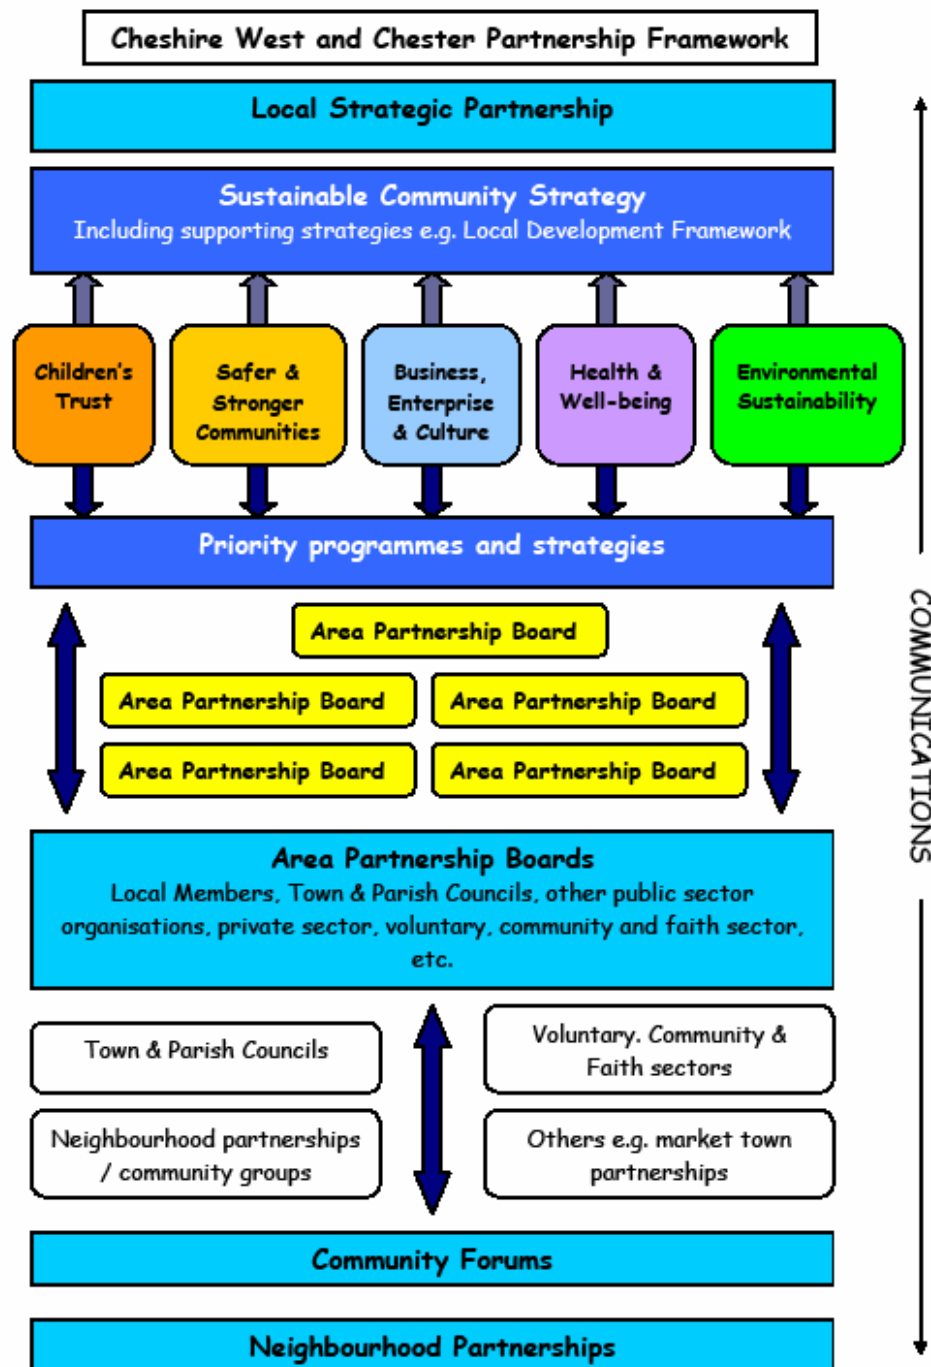 Cheshire West and Chester Partnership Framework
Local Strategic Partnership
Sustainable Community Strategy
Including supporting strategies e.g. Local Development Framework
Children's
Trust
Safer &
Stronger
Communities
Business,
Enterprise
& Culture
Health &
Well-being
Environmental
Sustainability
Priority programmes and strategies
Area Partnership Board
Area Partnership Board
Area Partnership Board
Area Partnership Board
Area Partnership Board
Area Partnership Boards
Local Members, Town & Parish Councils, other public sector
organisations, private sector, voluntary, community and faith sector,
etc.
Town & Parish Councils
Voluntary. Community &
Faith sectors
Neighbourhood partnerships
/ community groups
Others e.g. market town
partnerships
Community Forums
Neighbourhood Partnerships
COMMUNICATIONS